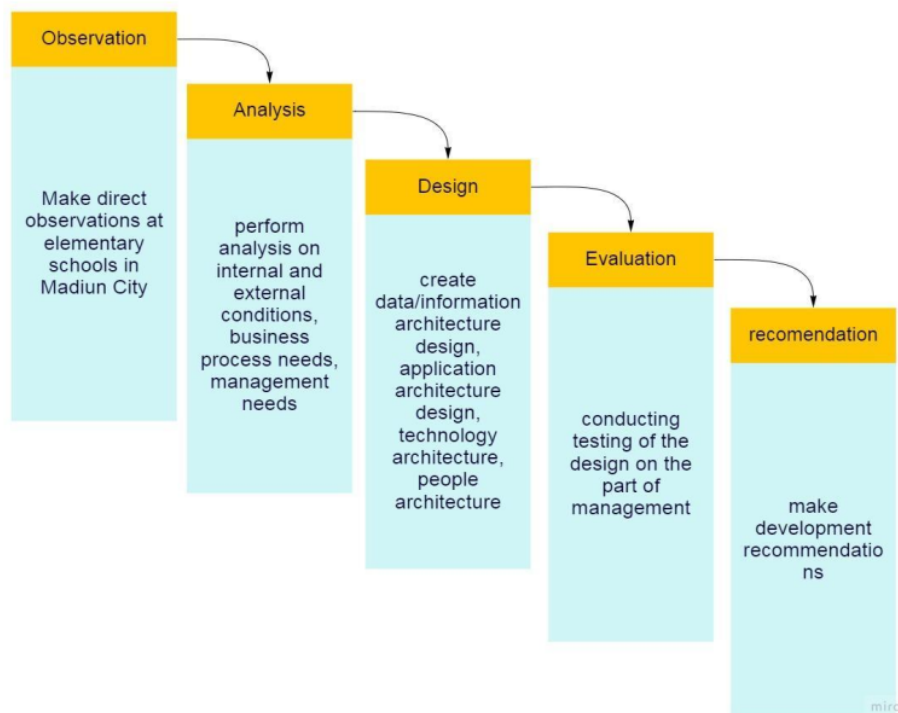 Observation
Make direct
observations at
elementary
schools in
Madiun City
Analysis
perform
analysis on
internal and
external
conditions,
business
process needs,
management
needs
Design
create
data/information
architecture
design,
application
architecture
design,
technology
architecture,
people
architecture
Evaluation
conducting
testing of the
design on the
part of
management
recomendation
make
development
recommendatio
ns
miro